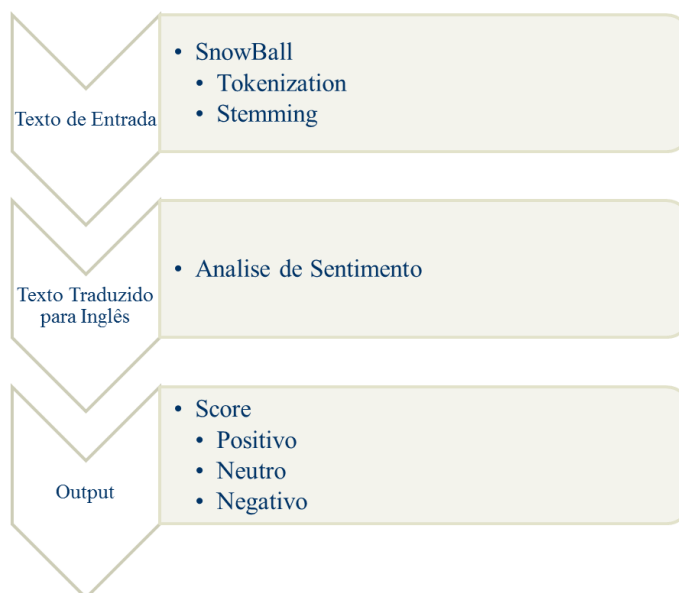 Texto de Entrada
• SnowBall
• Tokenization
• Stemming
Texto Traduzido
para Inglês
• Analise de Sentimento
Output
• Score
• Positivo
• Neutro
• Negativo